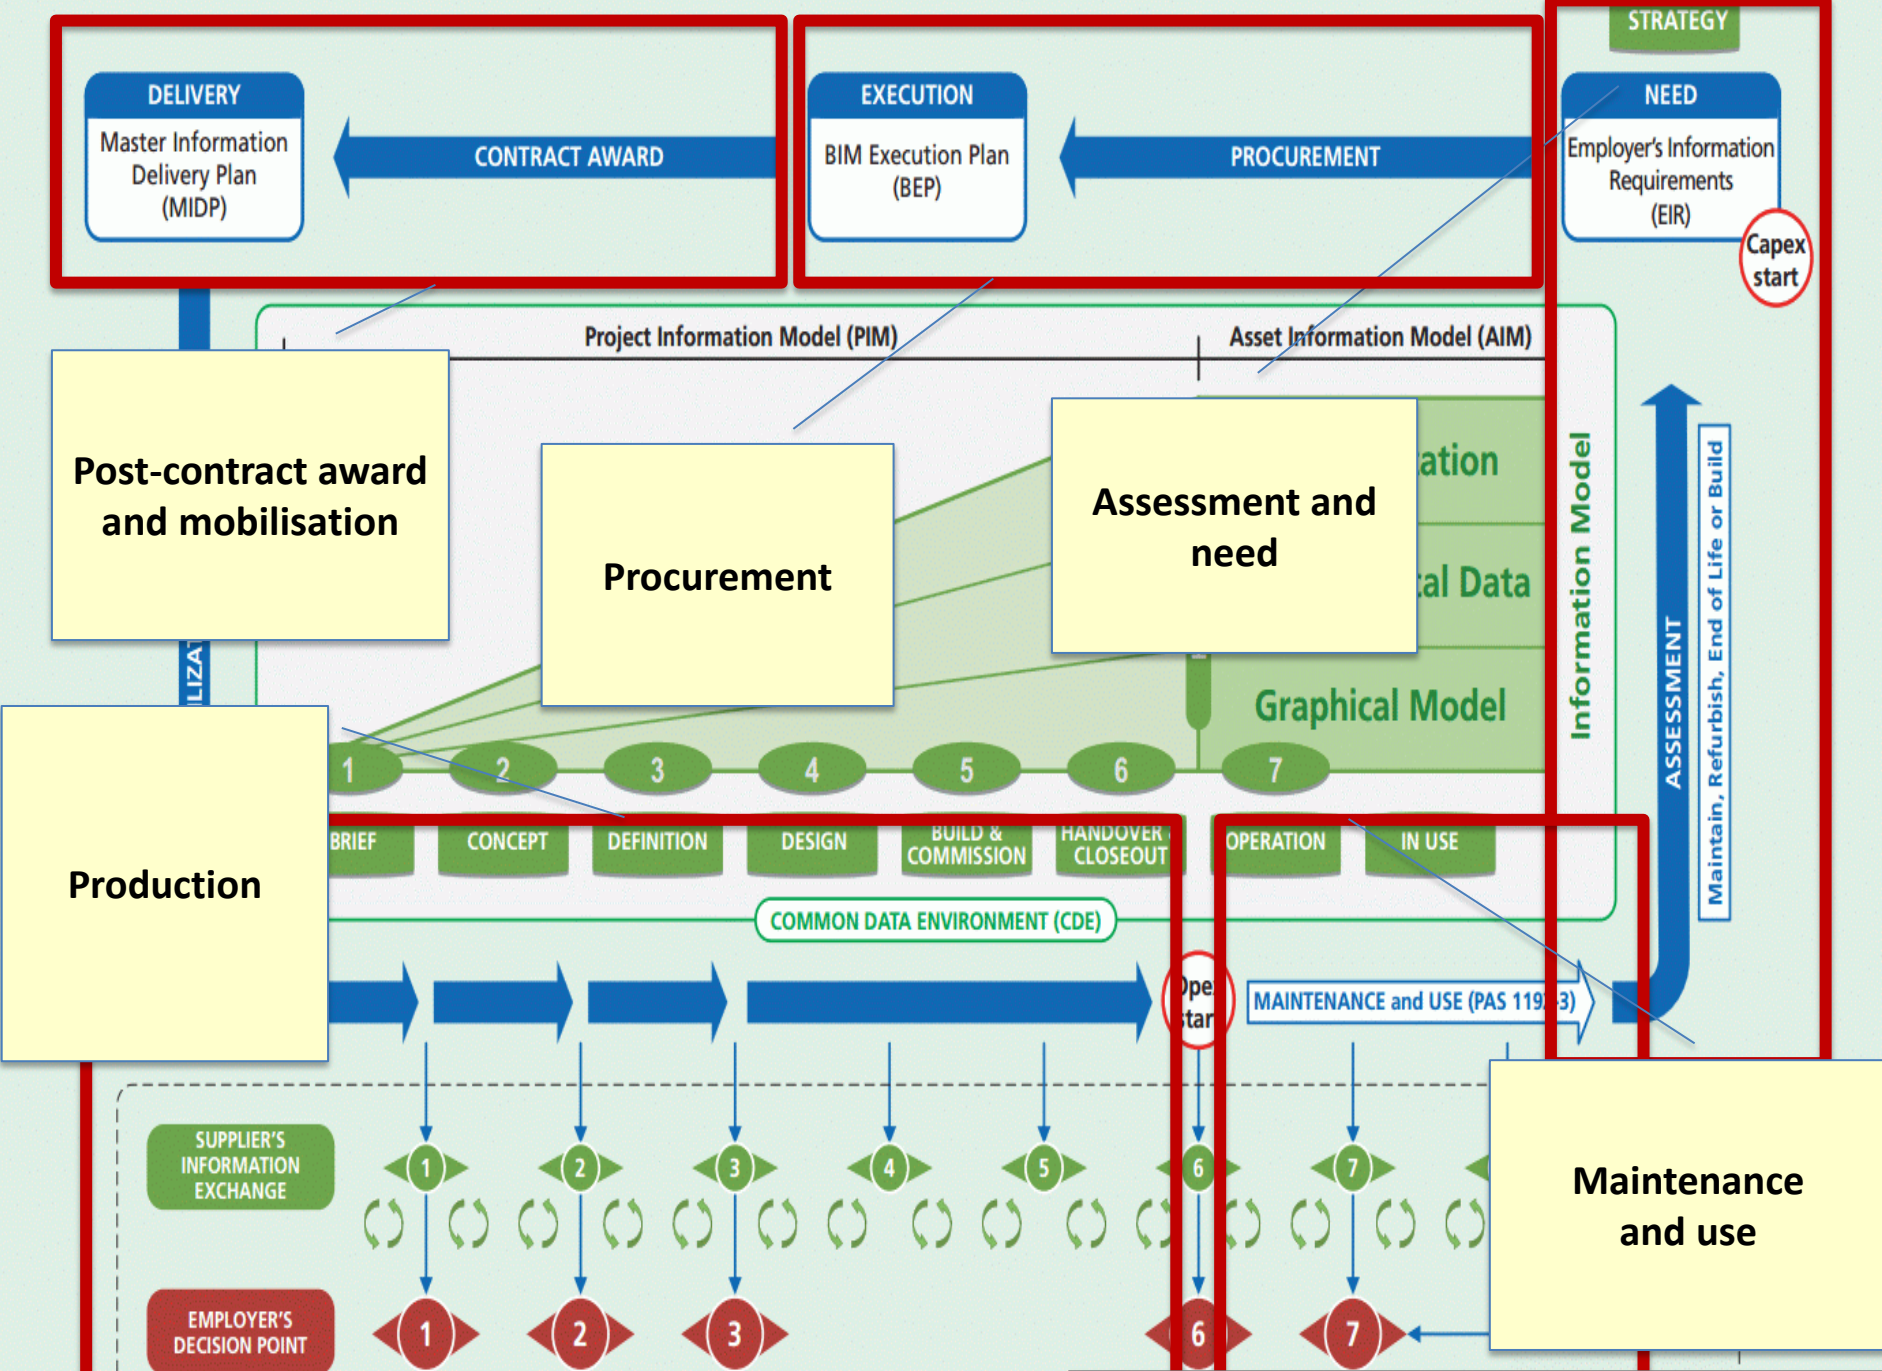 STRATEGY
DELIVERY
Master Information
Delivery Plan
(MIDP)
CONTRACT AWARD
EXECUTION
BIM Execution Plan
(BEP)
PROCUREMENT
NEED
Employer's Information
Requirements
(EIR)
Capex
start
Project Information Model (PIM)
Asset Information Model (AIM)
Post-contract award
and mobilisation
Procurement
Assessment and
need
al Data
Graphical Model
Information Model
ASSESSMENT
Maintain, Refurbish, End of Life or Build
Production
1
2
3
4
5
6
7
BRIEF
CONCEPT
DEFINITION
DESIGN
BUILD &
COMMISSION
HANDOVER &
CLOSEOUT
OPERATION
IN USE
COMMON DATA ENVIRONMENT (CDE)
Opex
start
MAINTENANCE and USE (PAS 1192-3)
SUPPLIER'S
INFORMATION
EXCHANGE
1
2
3
4
5
6
7
Maintenance
and use
EMPLOYER'S
DECISION POINT
1
2
3
6
7